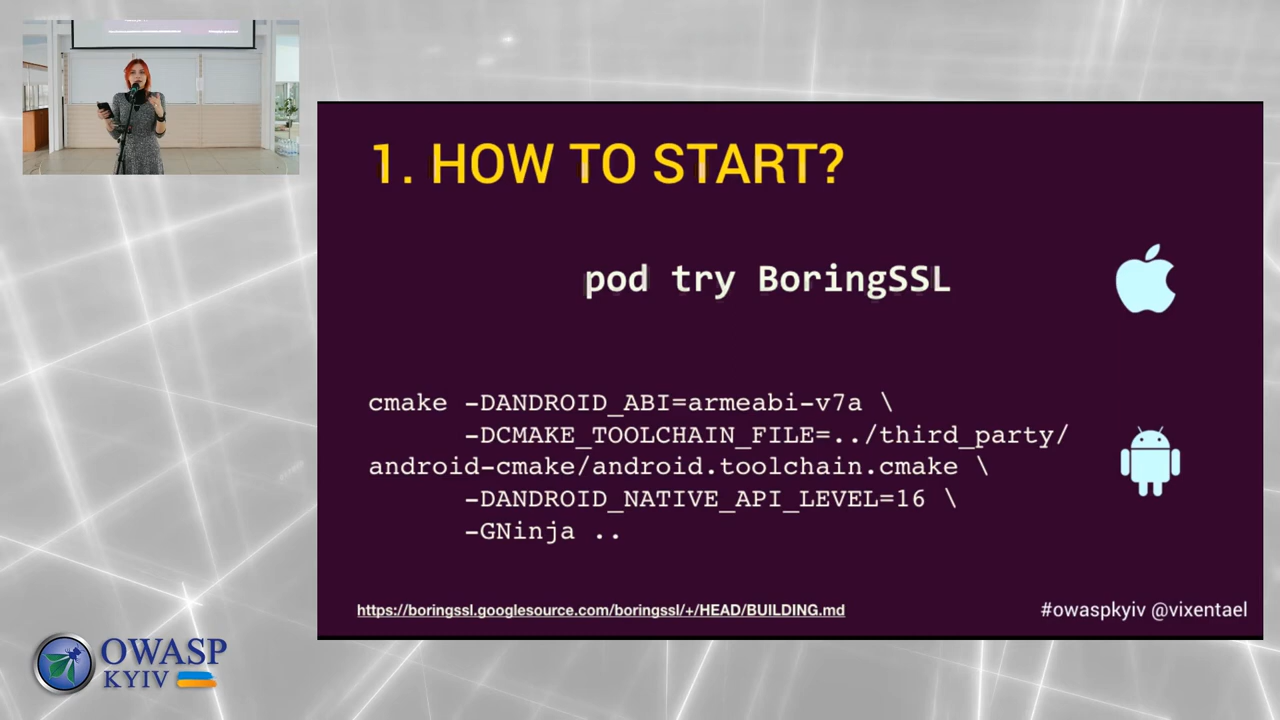 1. HOW TO START?
pod try BoringSSL
cmake -DANDROID_ABI=armeabi-v7a \
-DCMAKE_TOOLCHAIN_FILE=../third_party/
android-cmake/android.toolchain.cmake \
-DANDROID_NATIVE_API_LEVEL=16 \
-GNinja ..
https://boringssl.googlesource.com/boringssl/+/HEAD/BUILDING.md
#owaspkyiv @vixentael
OWASP
KYIV